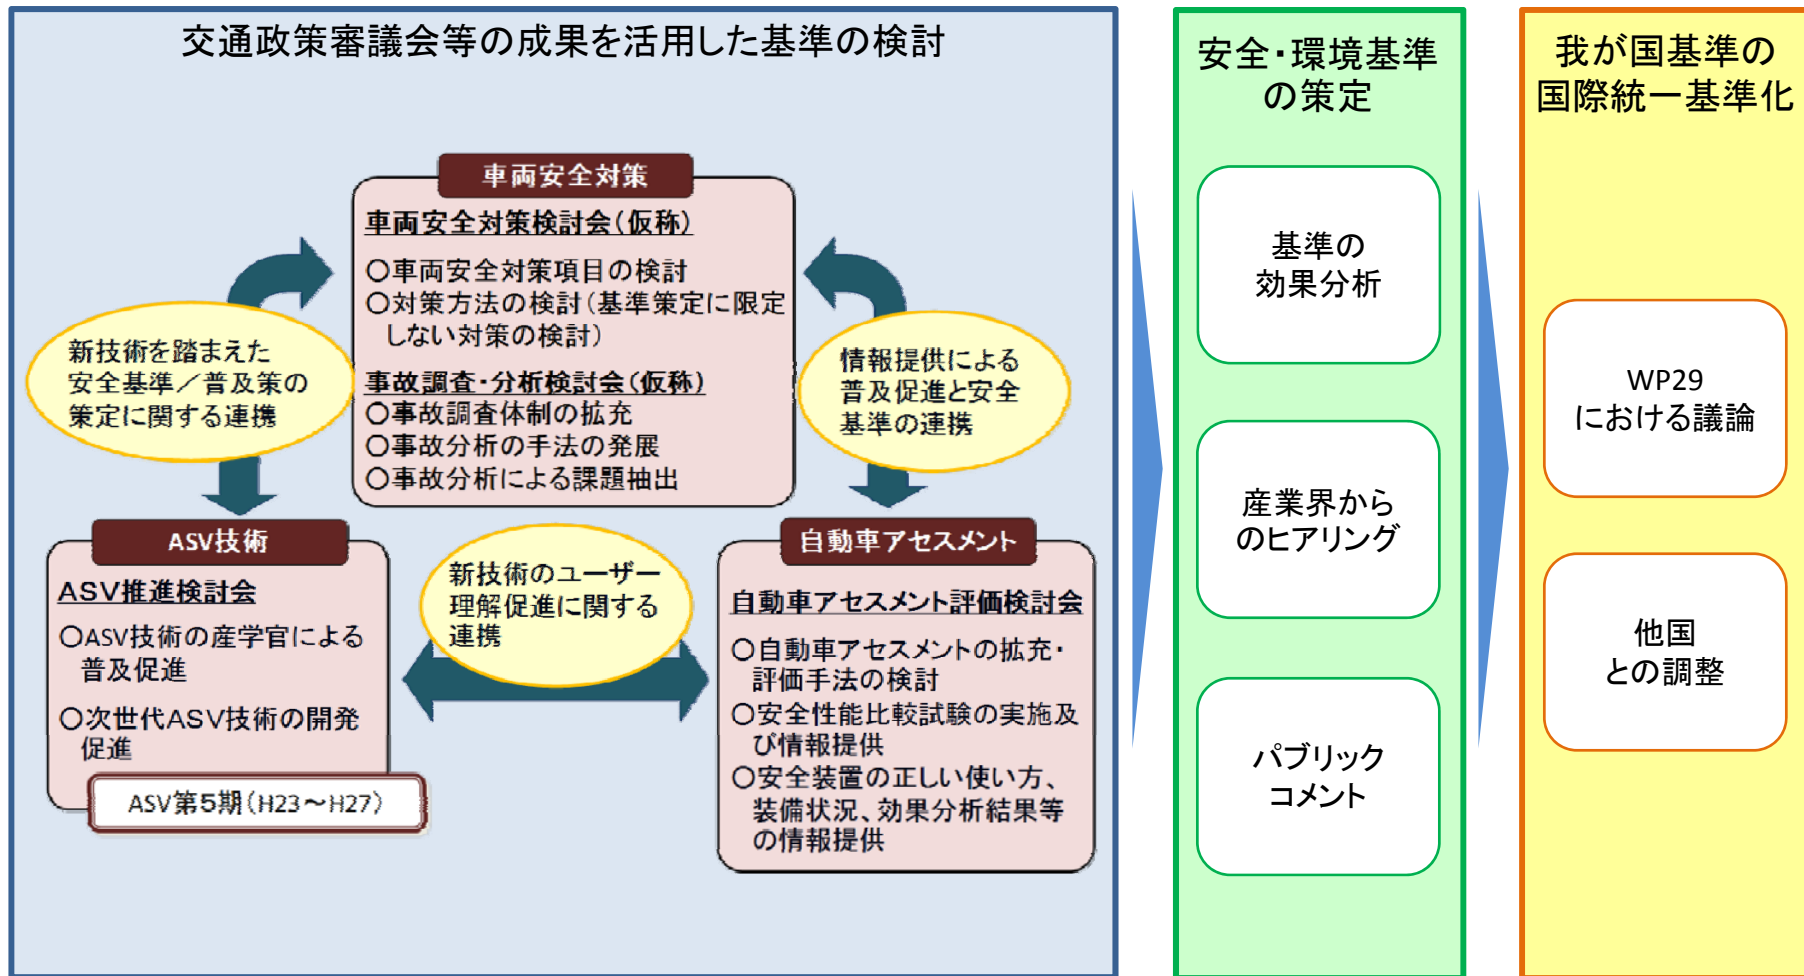 交通政策審議会等の成果を活用した基準の検討
車両安全対策
車両安全対策検討会(仮称)
○車両安全対策項目の検討
○対策方法の検討(基準策定に限定
しない対策の検討)
事故調査・分析検討会(仮称)
○事故調査体制の拡充
○事故分析の手法の発展
○事故分析による課題抽出
新技術を踏まえた
安全基準／普及策の
策定に関する連携
情報提供による
普及促進と安全
基準の連携
ASV技術
ASV推進検討会
○ASV技術の産学官による
普及促進
○次世代ASV技術の開発
促進
ASV第5期(H23～H27)
新技術のユーザー
理解促進に関する
連携
自動車アセスメント
自動車アセスメント評価検討会
○自動車アセスメントの拡充・
評価手法の検討
○安全性能比較試験の実施及
び情報提供
○安全装置の正しい使い方、
装備状況、効果分析結果等
の情報提供
安全・環境基準
の策定
基準の
効果分析
産業界から
のヒアリング
パブリック
コメント
我が国基準の
国際統一基準化
WP29
における議論
他国
との調整